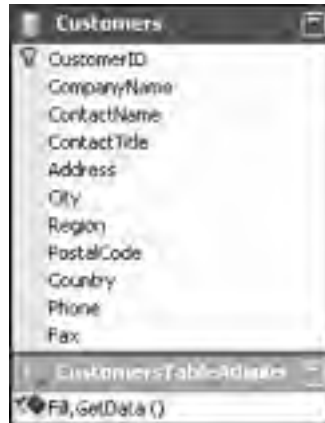 Customers
CustomerID
CompanyName
ContactName
ContactTitle
Address
City
Region
PostalCode
Country
Phone
Fax
CustomersTableAdapter
Fill,GetData ()